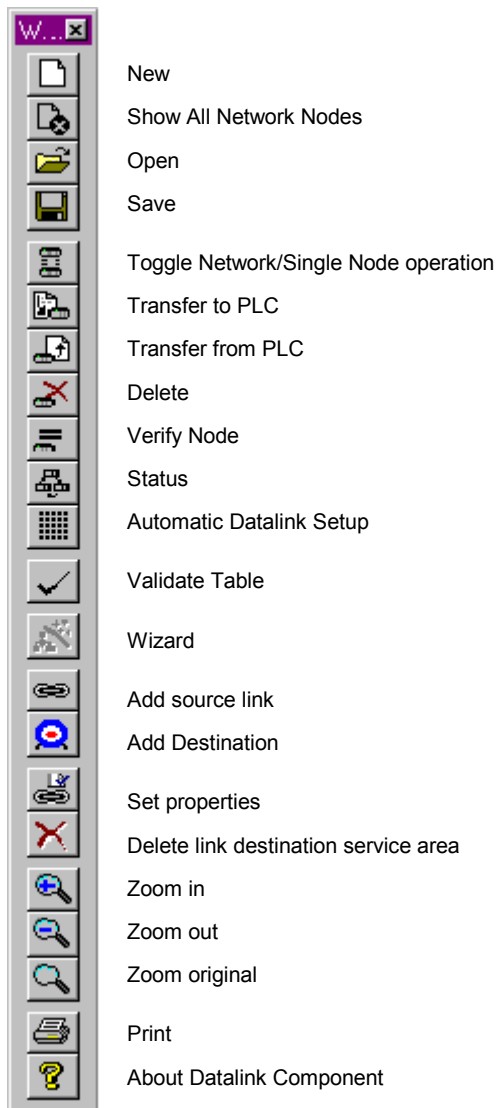 W...
New
Show All Network Nodes
Open
Save
Toggle Network/Single Node operation
Transfer to PLC
Transfer from PLC
Delete
Verify Node
Status
Automatic Datalink Setup
Validate Table
Wizard
Add source link
Add Destination
Set properties
Delete link destination service area
Zoom in
Zoom out
Zoom original
Print
About Datalink Component